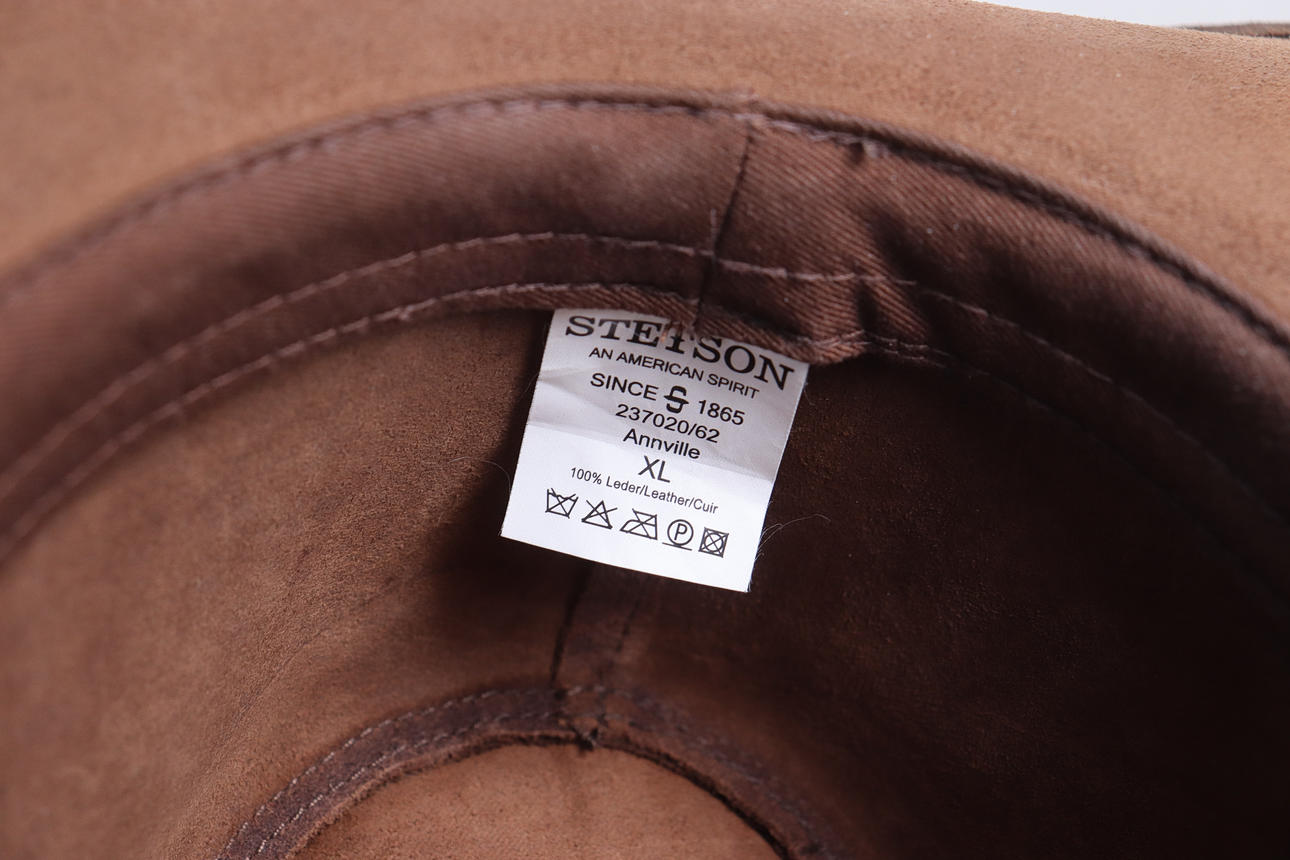 STETSON
AN AMERICAN SPIRIT
SINCE S 1865
237020/62
Annville
XL
100% Leder/Leather/Cuir
P